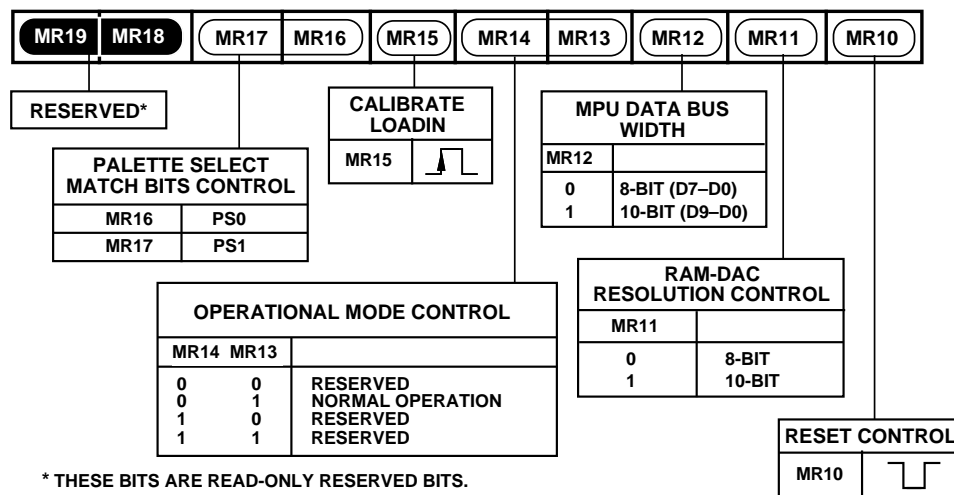 MR19 MR18 MR17 MR16 MR15 MR14 MR13 MR12 MR11 MR10
RESERVED*
PALETTE SELECT
MATCH BITS CONTROL
MR16 PS0
MR17 PS1
CALIBRATE
LOADIN
MR15
MPU DATA BUS
WIDTH
MR12
0 8-BIT (D7–D0)
1 10-BIT (D9–D0)
OPERATIONAL MODE CONTROL
MR14 MR13
0 0 RESERVED
0 1 NORMAL OPERATION
1 0 RESERVED
1 1 RESERVED
RAM-DAC
RESOLUTION CONTROL
MR11
0 8-BIT
1 10-BIT
RESET CONTROL
MR10
* THESE BITS ARE READ-ONLY RESERVED BITS.